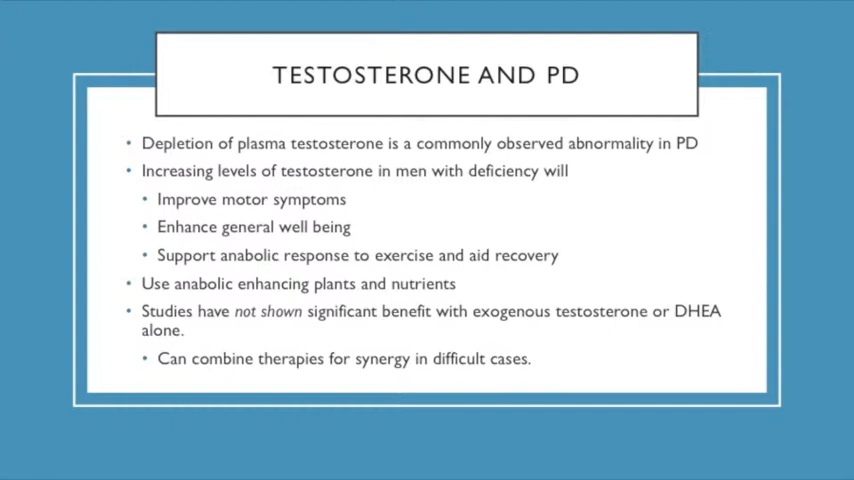 TESTOSTERONE AND PD
• Depletion of plasma testosterone is a commonly observed abnormality in PD
• Increasing levels of testosterone in men with deficiency will
• Improve motor symptoms
• Enhance general well being
• Support anabolic response to exercise and aid recovery
• Use anabolic enhancing plants and nutrients
• Studies have not shown significant benefit with exogenous testosterone or DHEA
alone.
• Can combine therapies for synergy in difficult cases.